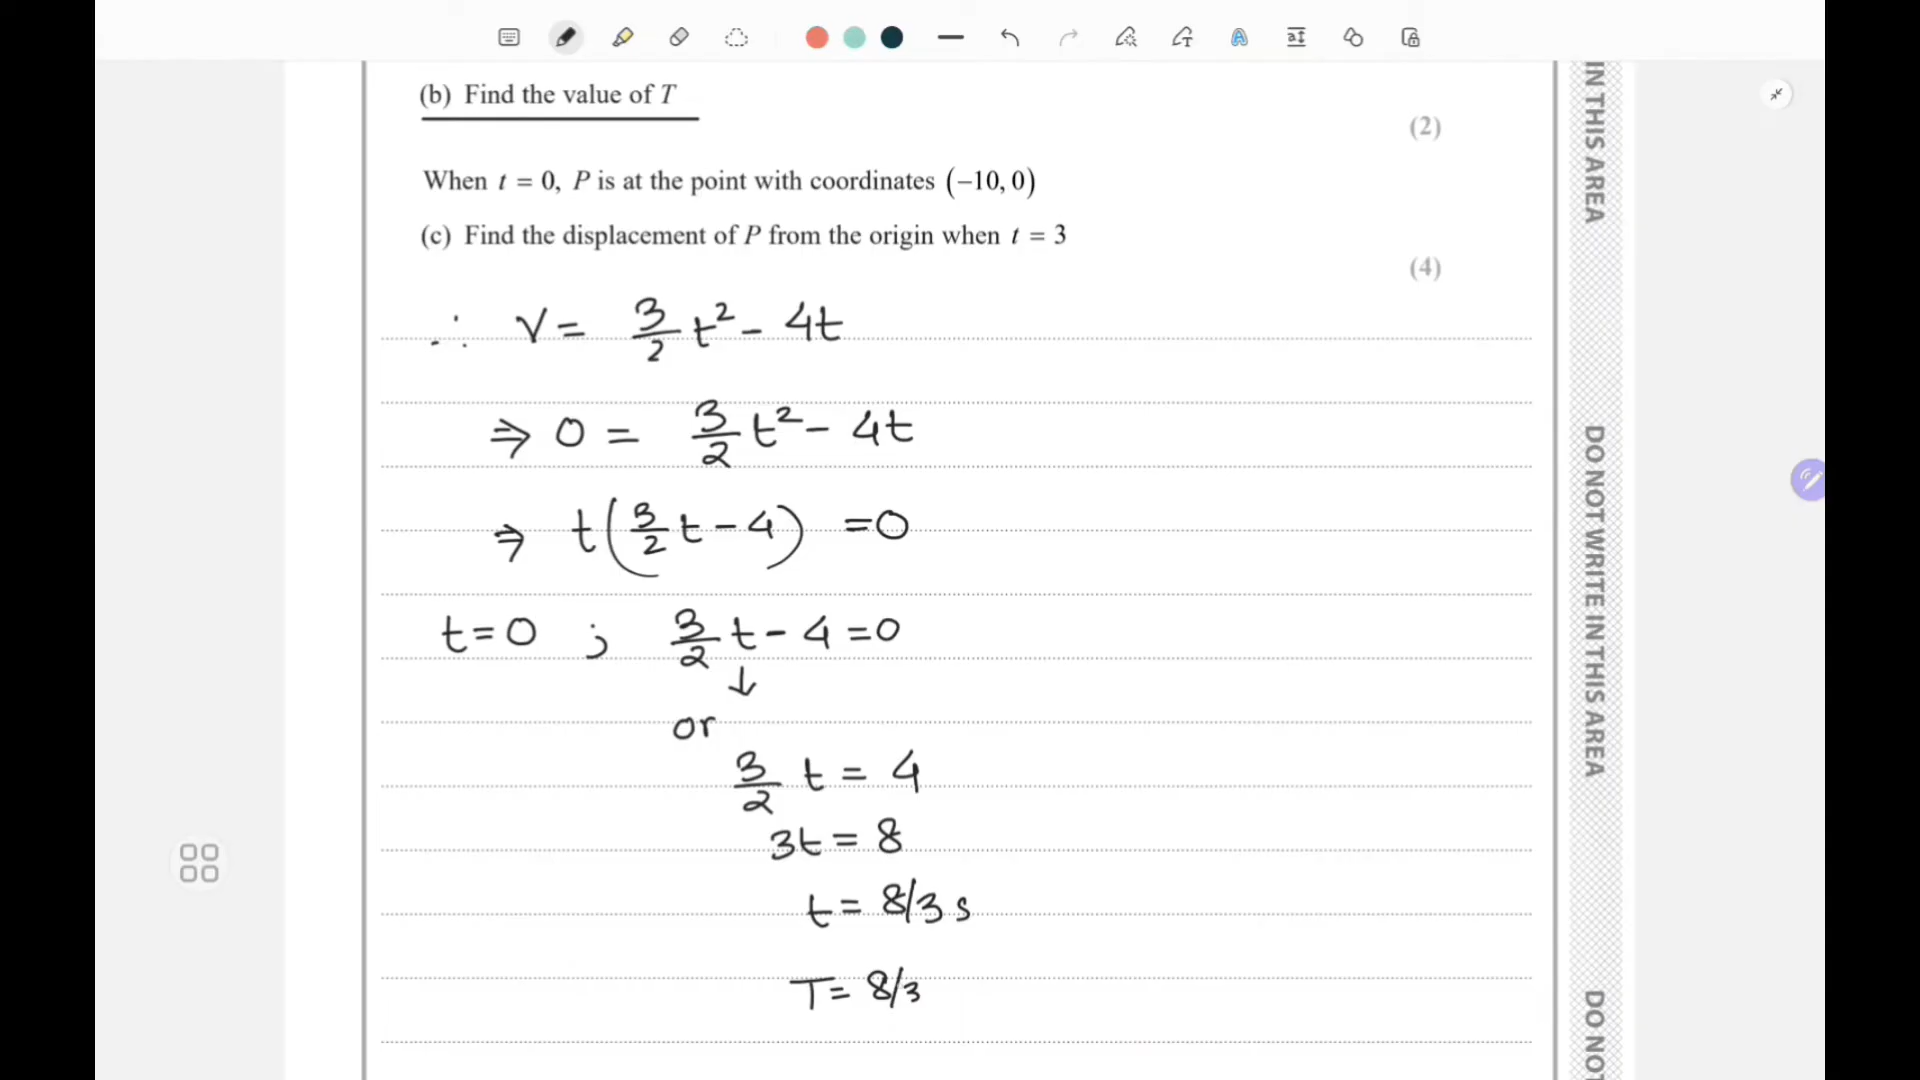 (b) Find the value of T
(2)
When t = 0, P is at the point with coordinates (−10, 0)
(c) Find the displacement of P from the origin when t = 3
(4)
∴ V = 3/2 t² - 4t
⇒ 0 = 3/2 t² - 4t
⇒ t(3/2 t - 4) = 0
t = 0 ; 3/2 t - 4 = 0
↓
or
3/2 t = 4
3t = 8
t = 8/3 s
T = 8/3
IN THIS AREA
DO NOT WRITE IN THIS AREA
DO NOT